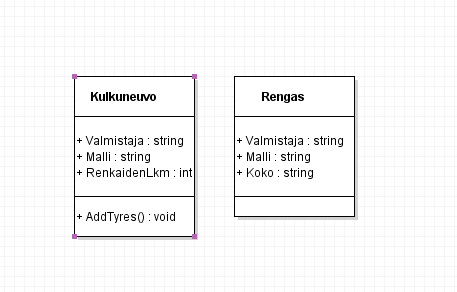 Kulkuneuvo
+ Valmistaja : string
+ Malli : string
+ RenkaidenLkm : int
+ AddTyres() : void
Rengas
+ Valmistaja : string
+ Malli : string
+ Koko : string